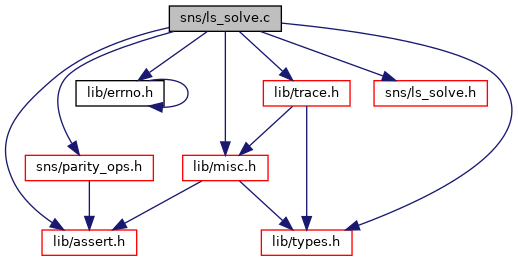 sns/ls_solve.c
lib/errno.h
lib/trace.h
sns/ls_solve.h
sns/parity_ops.h
lib/misc.h
lib/assert.h
lib/types.h